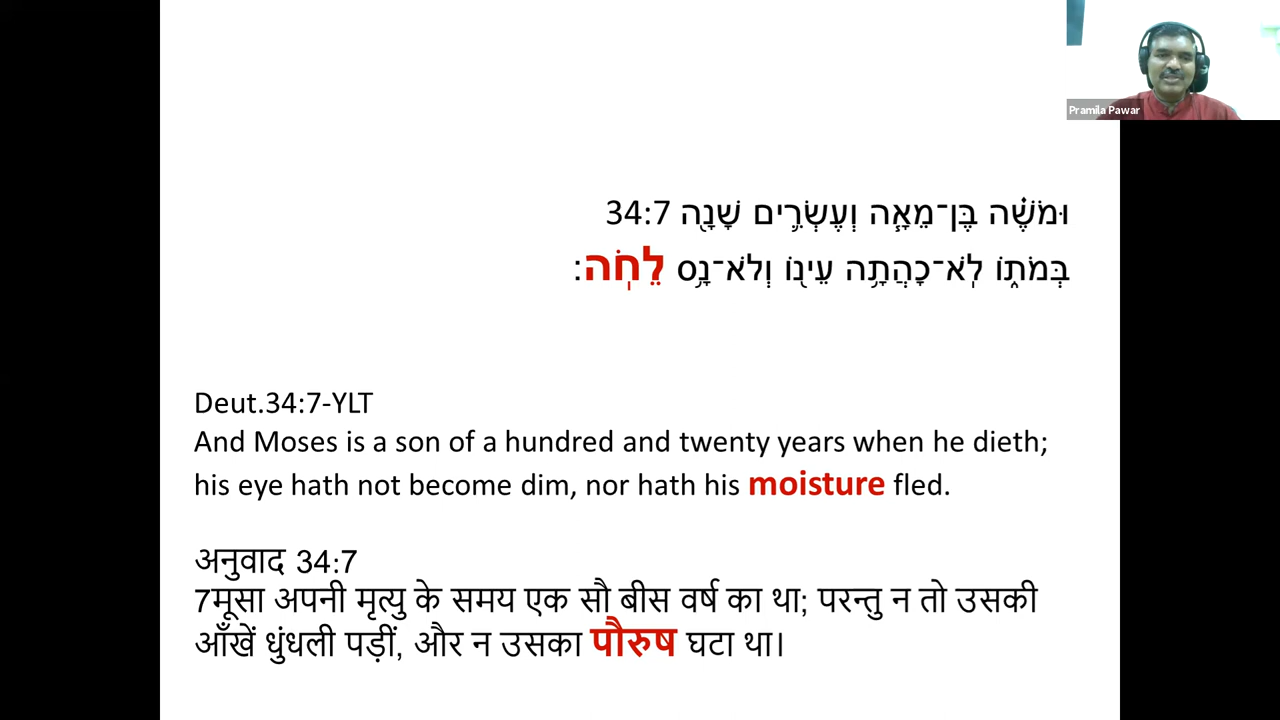 Pramila Pawar
וּמֹשֶׁ֗ה בֶּן־מֵאָ֧ה וְעֶשְׂרִ֛ים שָׁנָ֖ה 34:7
בְּמֹת֑וֹ לֹֽא־כָהֲתָ֥ה עֵינ֖וֹ וְלֹא־נָ֥ס לֵחֹֽה׃
Deut.34:7-YLT
And Moses is a son of a hundred and twenty years when he dieth;
his eye hath not become dim, nor hath his moisture fled.
अनुवाद 34:7
7मूसा अपनी मृत्यु के समय एक सौ बीस वर्ष का था; परन्तु न तो उसकी
आँखें धुंधली पड़ीं, और न उसका पौरुष घटा था।